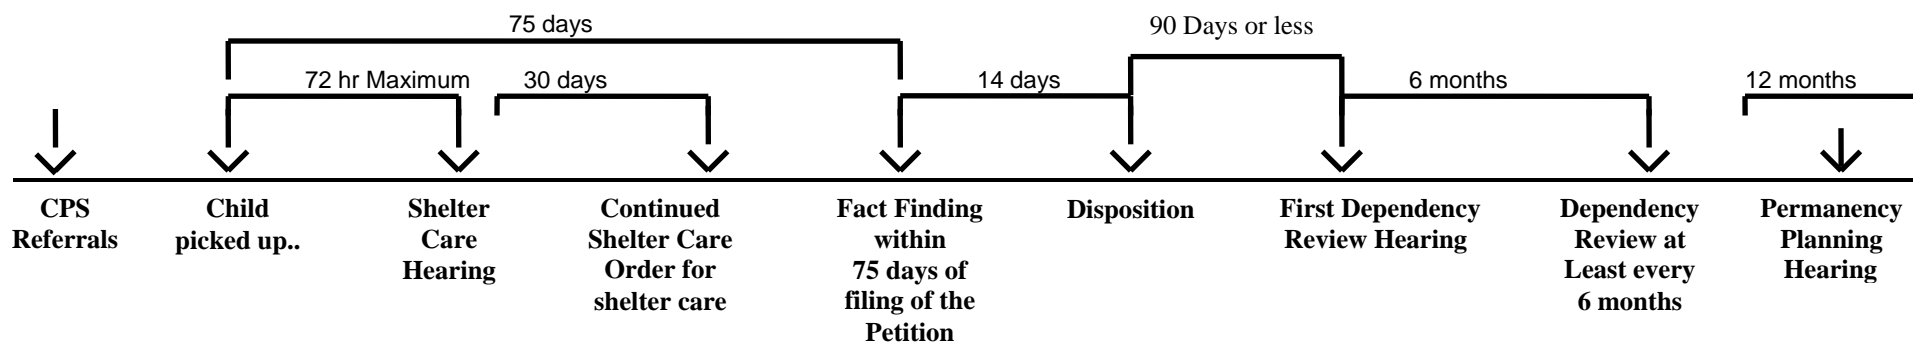 75 days
90 Days or less
72 hr Maximum
30 days
14 days
6 months
12 months
CPS
Referrals
Child
picked up..
Shelter
Care
Hearing
Continued
Shelter Care
Order for
shelter care
Fact Finding
within
75 days of
filing of the
Petition
Disposition
First Dependency
Review Hearing
Dependency
Review at
Least every
6 months
Permanency
Planning
Hearing